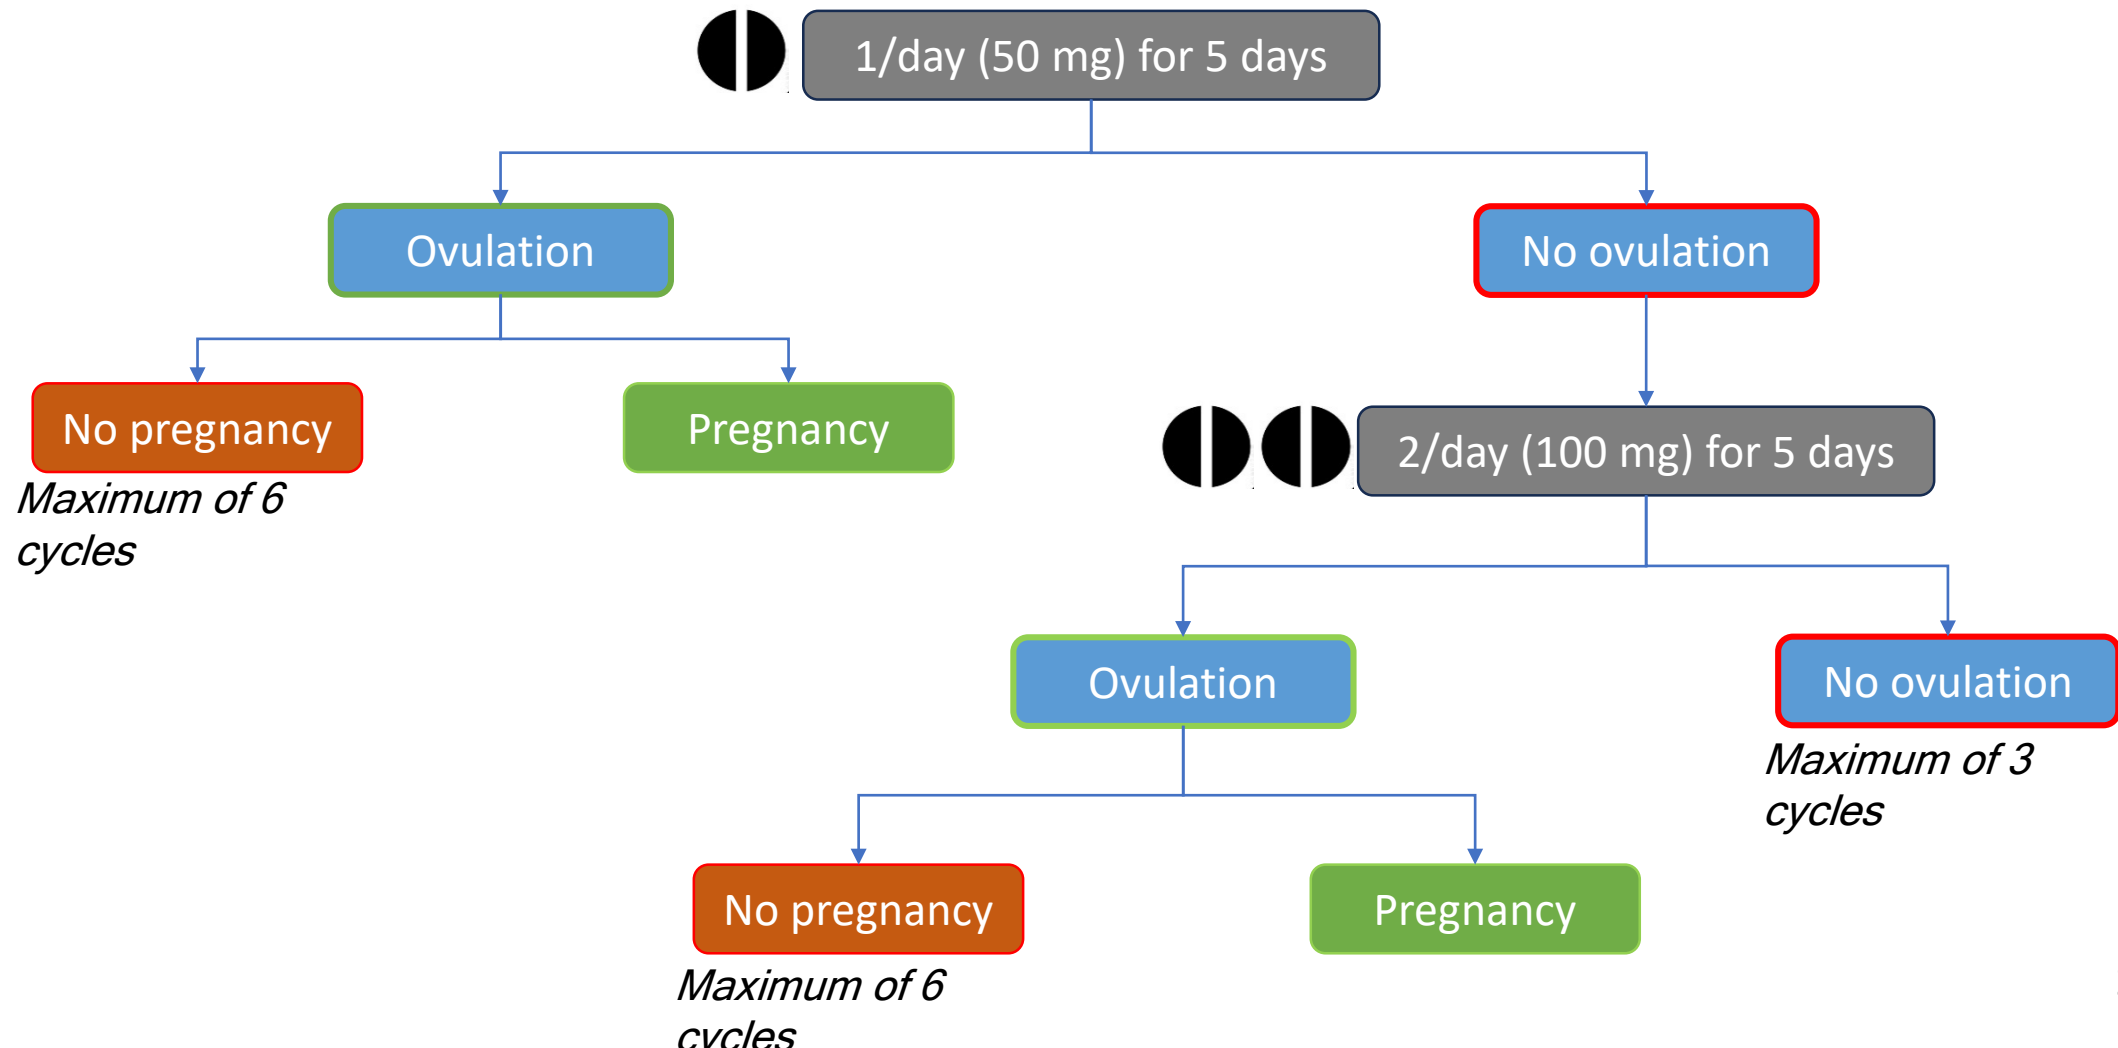 1/day (50 mg) for 5 days
Ovulation
No ovulation
No pregnancy
Pregnancy
Maximum of 6
cycles
2/day (100 mg) for 5 days
Ovulation
No ovulation
Maximum of 3
cycles
No pregnancy
Pregnancy
Maximum of 6
cycles